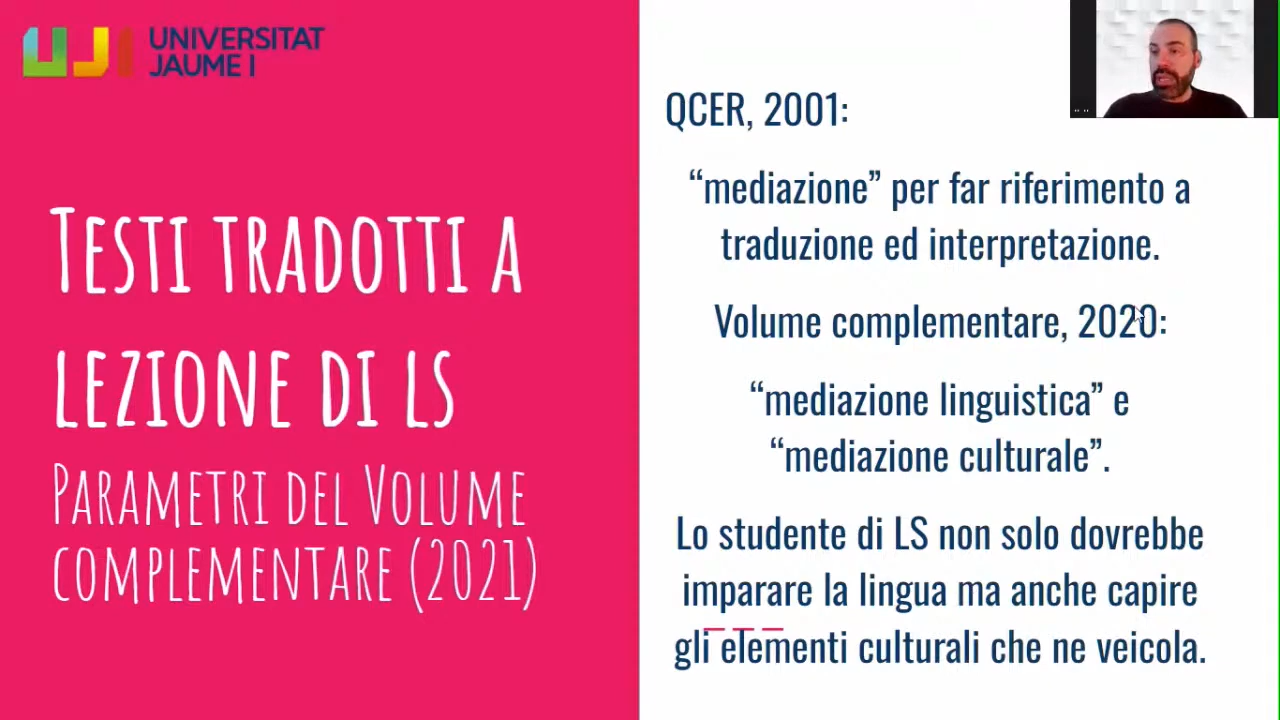 UJI UNIVERSITAT
JAUME I
TESTI TRADOTTI A
LEZIONE DI LS
PARAMETRI DEL VOLUME
COMPLEMENTARE (2021)
QCER, 2001:
“mediazione” per far riferimento a
traduzione ed interpretazione.
Volume complementare, 2020:
“mediazione linguistica” e
“mediazione culturale”.
Lo studente di LS non solo dovrebbe
imparare la lingua ma anche capire
gli elementi culturali che ne veicola.